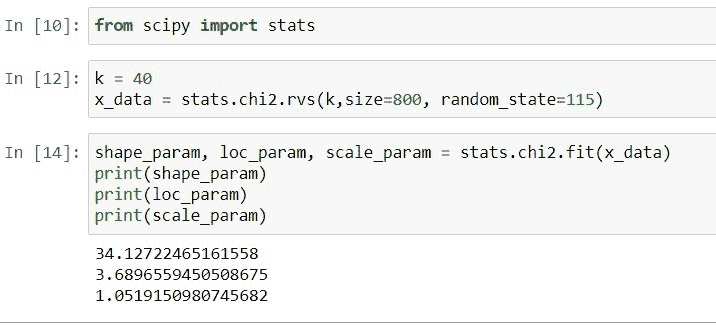 In [10]: from scipy import stats
In [12]: k = 40
x_data = stats.chi2.rvs(k,size=800, random_state=115)
In [14]: shape_param, loc_param, scale_param = stats.chi2.fit(x_data)
print(shape_param)
print(loc_param)
print(scale_param)
34.12722465161558
3.6896559450508675
1.0519150980745682